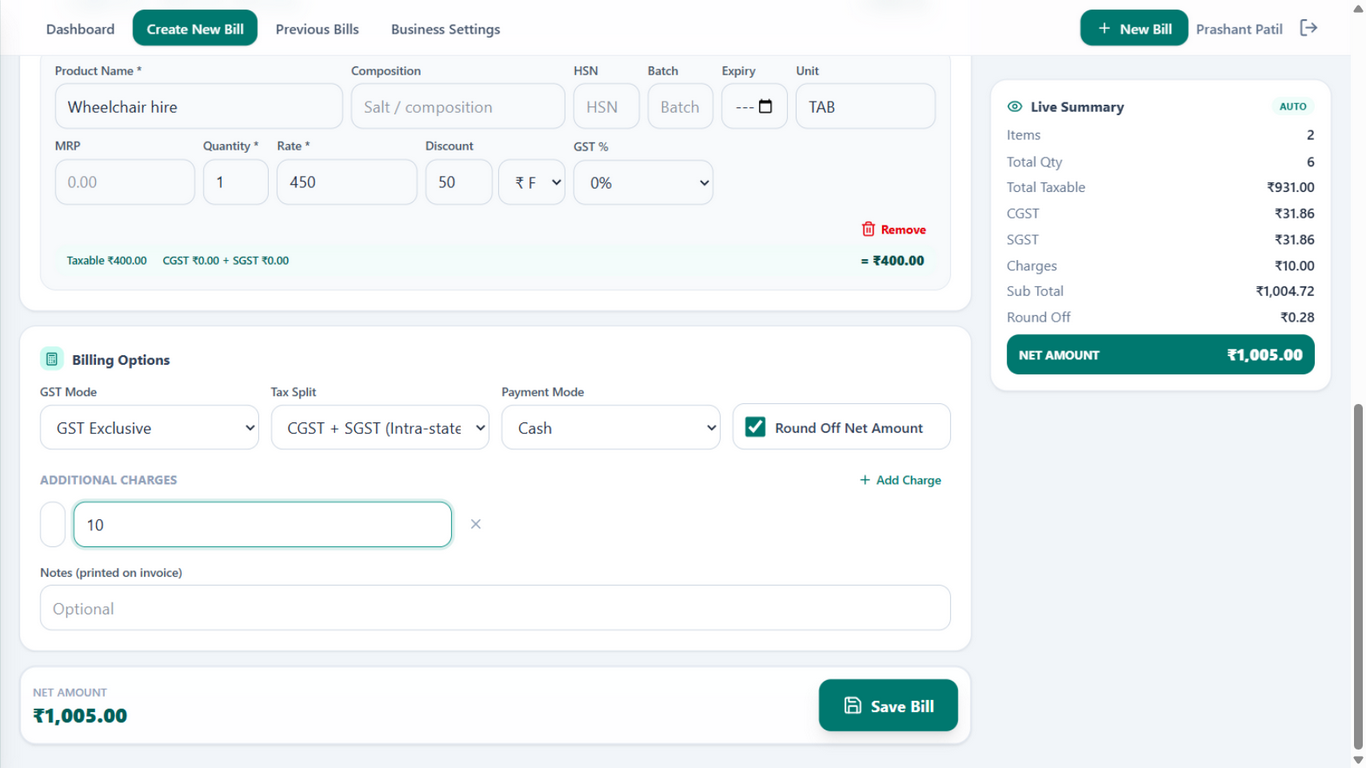 Dashboard Create New Bill Previous Bills Business Settings New Bill Prashant Patil
Product Name * Composition HSN Batch Expiry Unit
Wheelchair hire Salt / composition HSN Batch --- TAB
MRP Quantity * Rate * Discount GST %
0.00 1 450 50 ₹ F 0%
Remove
Taxable ₹400.00 CGST ₹0.00 + SGST ₹0.00 = ₹400.00
Billing Options
GST Mode Tax Split Payment Mode
GST Exclusive CGST + SGST (Intra-state Cash Round Off Net Amount
ADDITIONAL CHARGES + Add Charge
10 ×
Notes (printed on invoice)
Optional
NET AMOUNT
₹1,005.00
Save Bill
Live Summary AUTO
Items 2
Total Qty 6
Total Taxable ₹931.00
CGST ₹31.86
SGST ₹31.86
Charges ₹10.00
Sub Total ₹1,004.72
Round Off ₹0.28
NET AMOUNT ₹1,005.00